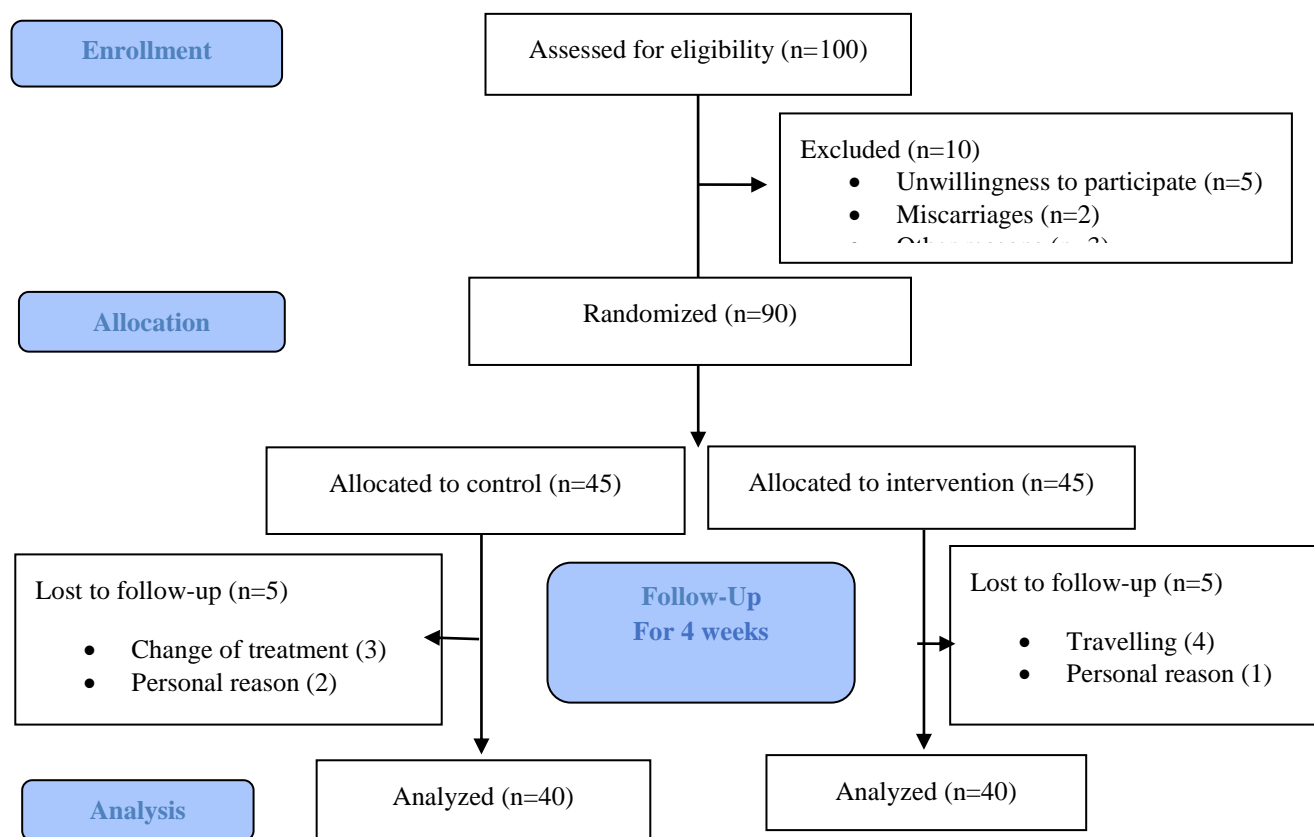 Enrollment
Assessed for eligibility (n=100)
Excluded (n=10)
• Unwillingness to participate (n=5)
• Miscarriages (n=2)
Allocation
Randomized (n=90)
Allocated to control (n=45)
Allocated to intervention (n=45)
Lost to follow-up (n=5)
• Change of treatment (3)
• Personal reason (2)
Follow-Up
For 4 weeks
Lost to follow-up (n=5)
• Travelling (4)
• Personal reason (1)
Analysis
Analyzed (n=40)
Analyzed (n=40)